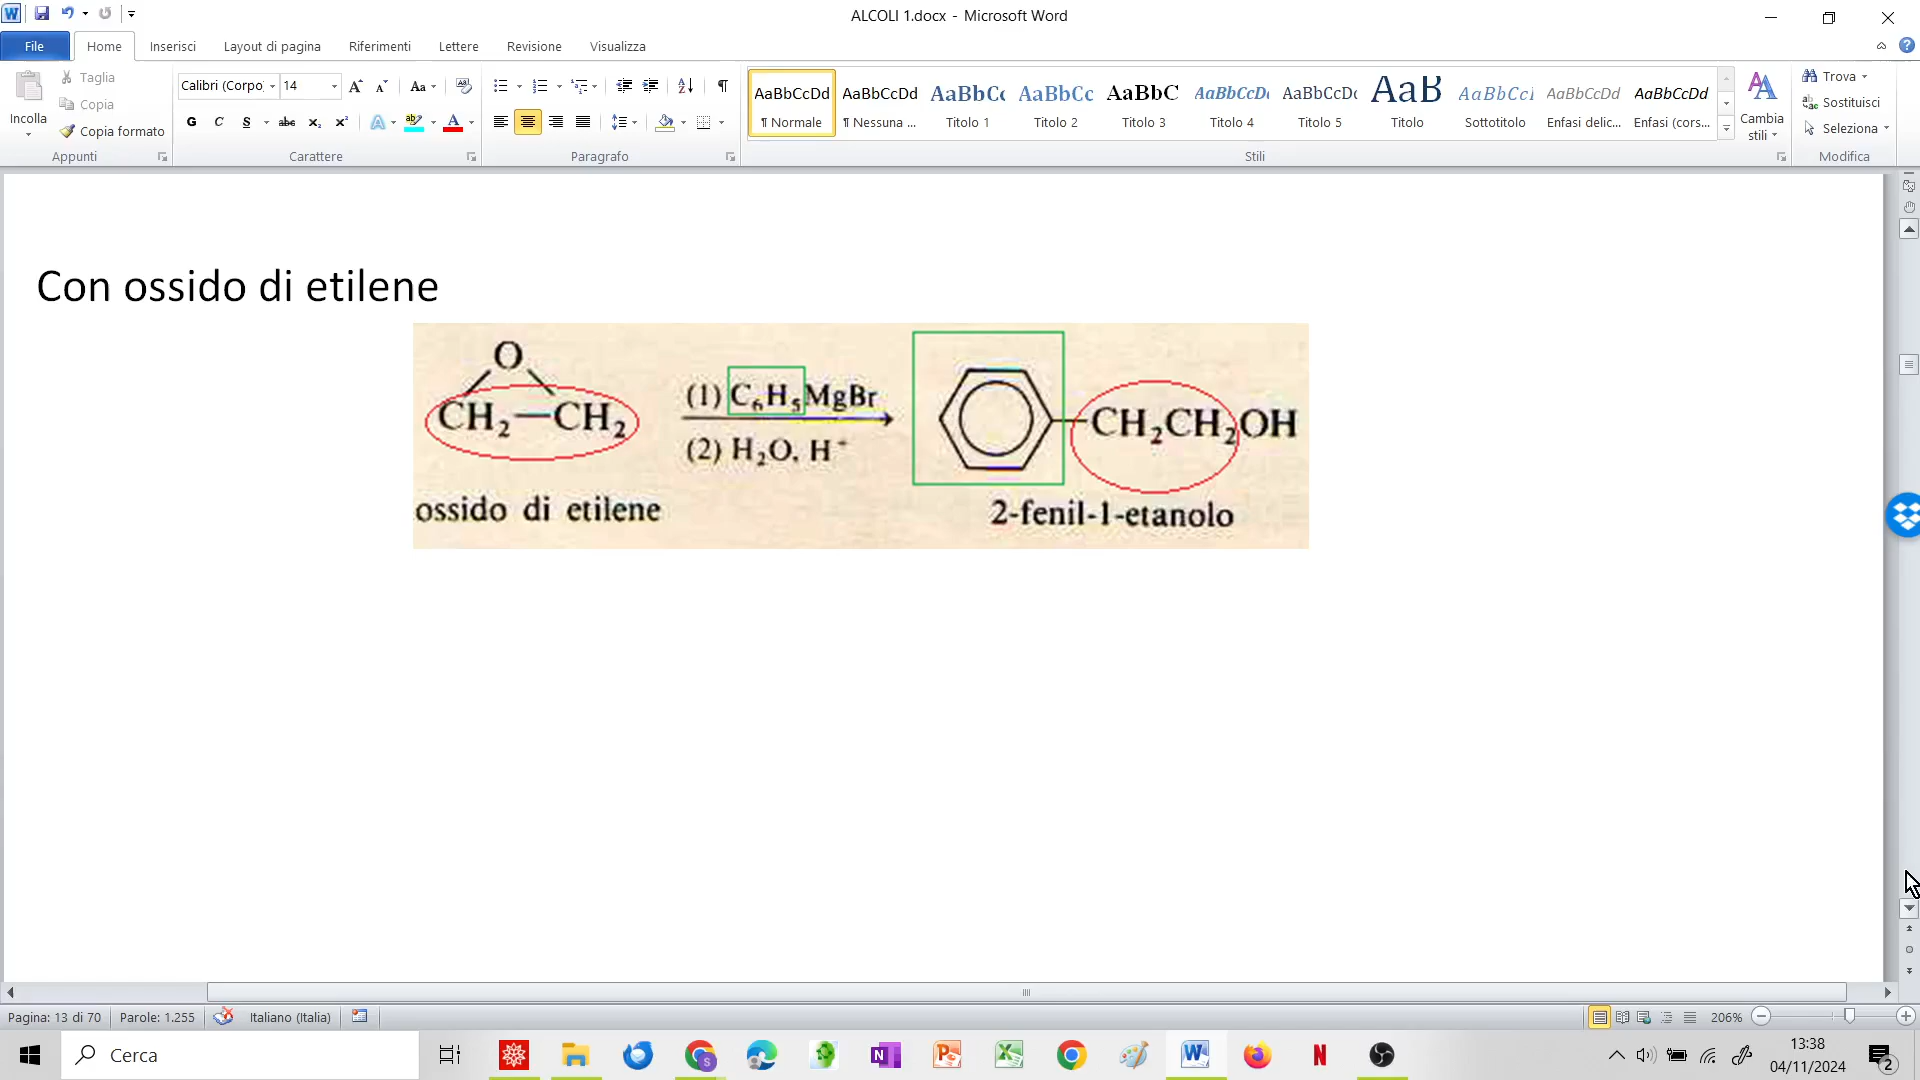 ALCOLI 1.docx - Microsoft Word
File Home Inserisci Layout di pagina Riferimenti Lettere Revisione Visualizza
Incolla
Taglia
Copia
Copia formato
Appunti
Calibri (Corpo 14
Carattere
Paragrafo
AaBbCcDd AaBbCcDd AaBbCc AaBbCc AaBbC AaBbCcDd AaBbCcDc AaB AaBbCcI AaBbCcDd AaBbCcDd
¶ Normale ¶ Nessuna ... Titolo 1 Titolo 2 Titolo 3 Titolo 4 Titolo 5 Titolo Sottotitolo Enfasi delic... Enfasi (cors...
Stili
Cambia
stili
Trova
Sostituisci
Seleziona
Modifica
Con ossido di etilene
O
CH₂—CH₂
(1) C₆H₅MgBr
(2) H₂O, H⁺
CH₂CH₂OH
ossido di etilene
2-fenil-1-etanolo
Pagina: 13 di 70 Parole: 1.255 Italiano (Italia) 206%
Cerca
13:38
04/11/2024
2